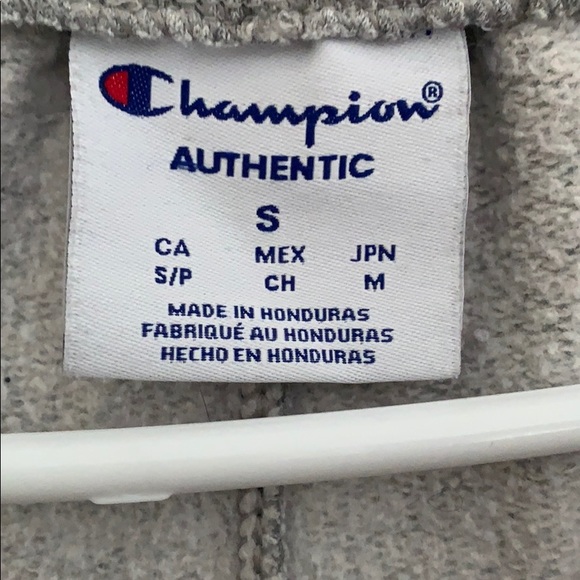 Champion®
AUTHENTIC
S
CA MEX JPN
S/P CH M
MADE IN HONDURAS
FABRIQUÉ AU HONDURAS
HECHO EN HONDURAS